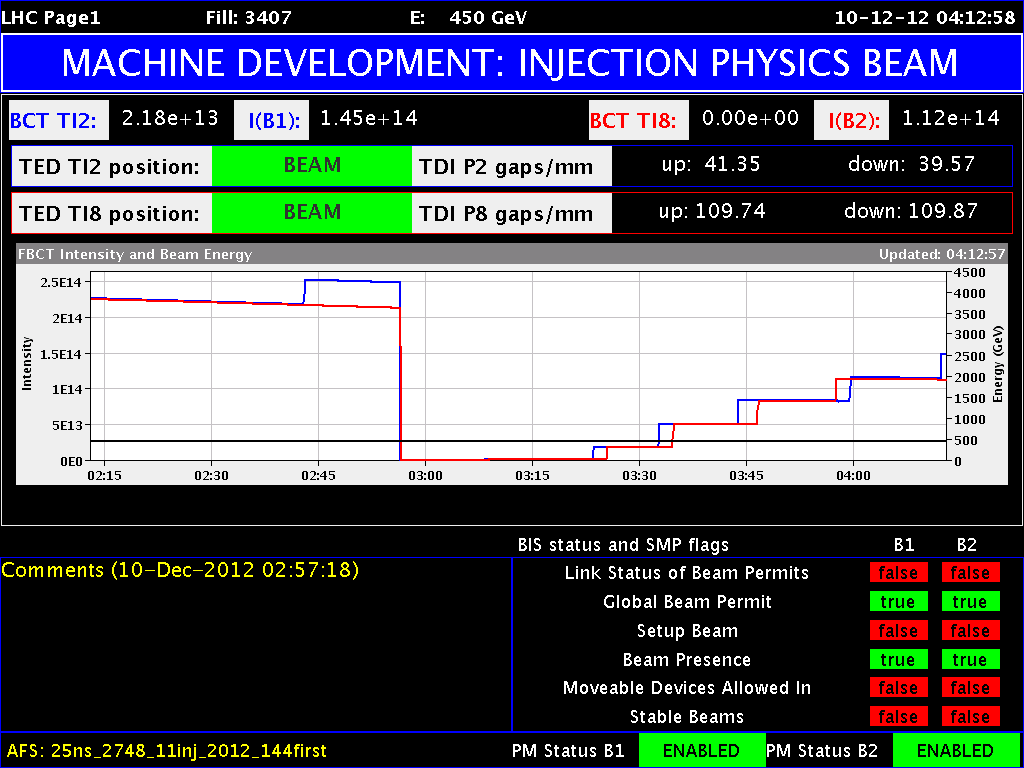 LHC Page1 Fill: 3407 E: 450 GeV 10-12-12 04:12:58
MACHINE DEVELOPMENT: INJECTION PHYSICS BEAM
BCT TI2: 2.18e+13 I(B1): 1.45e+14 BCT TI8: 0.00e+00 I(B2): 1.12e+14
TED TI2 position: BEAM TDI P2 gaps/mm up: 41.35 down: 39.57
TED TI8 position: BEAM TDI P8 gaps/mm up: 109.74 down: 109.87
FBCT Intensity and Beam Energy Updated: 04:12:57
Intensity
2.5E14
2E14
1.5E14
1E14
5E13
0E0
4500
4000
3500
3000
2500
2000
1500
1000
500
0
Energy (GeV)
02:15 02:30 02:45 03:00 03:15 03:30 03:45 04:00
Comments (10-Dec-2012 02:57:18)
BIS status and SMP flags B1 B2
Link Status of Beam Permits false false
Global Beam Permit true true
Setup Beam false false
Beam Presence true true
Moveable Devices Allowed In false false
Stable Beams false false
AFS: 25ns_2748_11inj_2012_144first PM Status B1 ENABLED PM Status B2 ENABLED